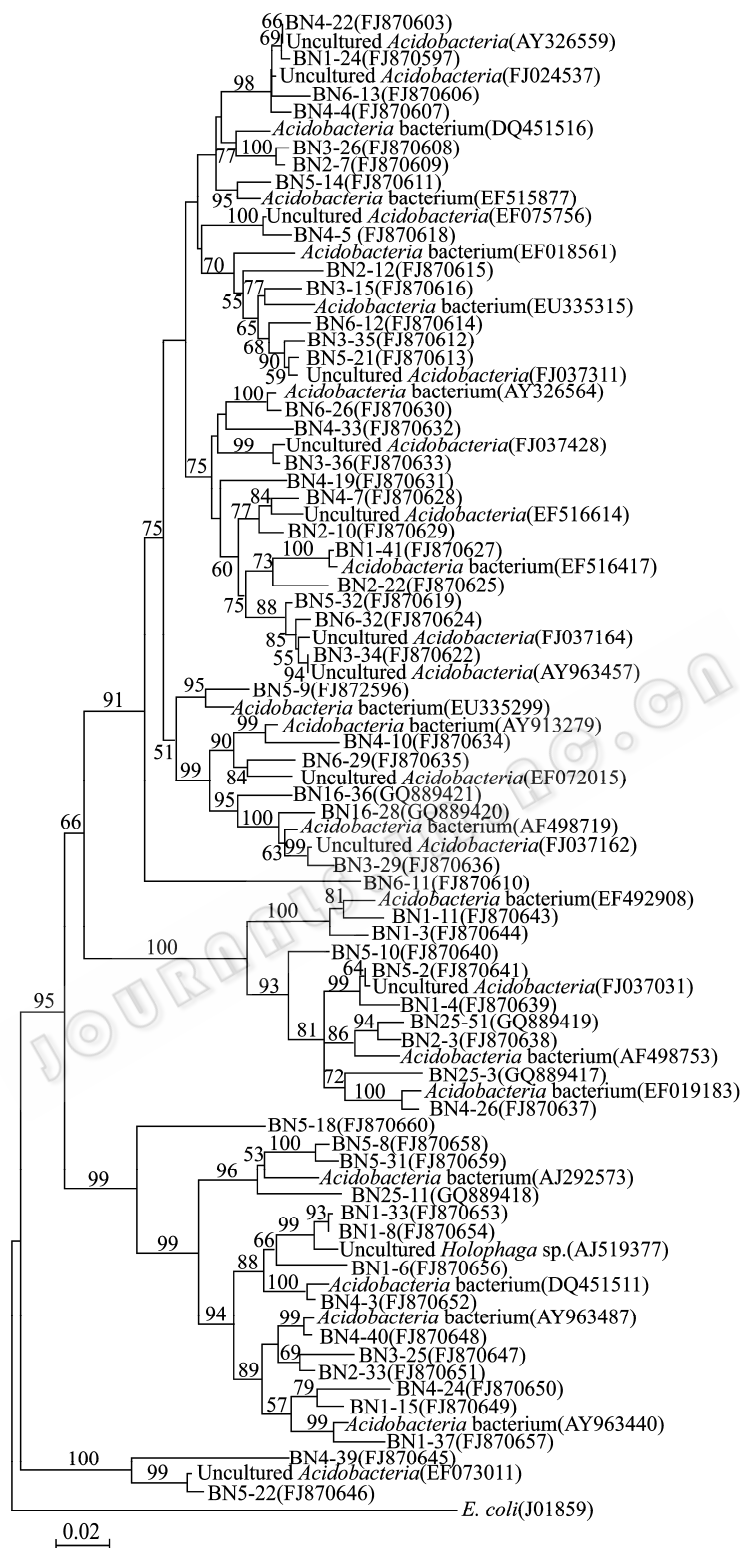 66 BN4-22(FJ870603)
69 Uncultured Acidobacteria(AY326559)
BN1-24(FJ870597)
Uncultured Acidobacteria(FJ024537)
98 BN6-13(FJ870606)
BN4-4(FJ870607)
Acidobacteria bacterium(DQ451516)
77 100 BN3-26(FJ870608)
BN2-7(FJ870609)
BN5-14(FJ870611)
95 Acidobacteria bacterium(EF515877)
100 Uncultured Acidobacteria(EF075756)
BN4-5 (FJ870618)
Acidobacteria bacterium(EF018561)
70 BN2-12(FJ870615)
77 BN3-15(FJ870616)
55 Acidobacteria bacterium(EU335315)
65 BN6-12(FJ870614)
68 BN3-35(FJ870612)
90 BN5-21(FJ870613)
59 Uncultured Acidobacteria(FJ037311)
100 Acidobacteria bacterium(AY326564)
BN6-26(FJ870630)
BN4-33(FJ870632)
99 Uncultured Acidobacteria(FJ037428)
75 BN3-36(FJ870633)
BN4-19(FJ870631)
84 BN4-7(FJ870628)
77 Uncultured Acidobacteria(EF516614)
75 BN2-10(FJ870629)
100 BN1-41(FJ870627)
60 73 Acidobacteria bacterium(EF516417)
BN2-22(FJ870625)
75 88 BN5-32(FJ870619)
BN6-32(FJ870624)
85 Uncultured Acidobacteria(FJ037164)
55 BN3-34(FJ870622)
94 Uncultured Acidobacteria(AY963457)
95 BN5-9(FJ872596)
91 Acidobacteria bacterium(EU335299)
99 Acidobacteria bacterium(AY913279)
90 BN4-10(FJ870634)
51 BN6-29(FJ870635)
99 84 Uncultured Acidobacteria(EF072015)
95 BN16-36(GQ889421)
100 BN16-28(GQ889420)
66 Acidobacteria bacterium(AF498719)
63 99 Uncultured Acidobacteria(FJ037162)
BN3-29(FJ870636)
BN6-11(FJ870610)
81 Acidobacteria bacterium(EF492908)
100 BN1-11(FJ870643)
BN1-3(FJ870644)
100 BN5-10(FJ870640)
64 BN5-2(FJ870641)
93 99 Uncultured Acidobacteria(FJ037031)
95 BN1-4(FJ870639)
94 BN25-51(GQ889419)
81 86 BN2-3(FJ870638)
Acidobacteria bacterium(AF498753)
72 BN25-3(GQ889417)
100 Acidobacteria bacterium(EF019183)
BN4-26(FJ870637)
BN5-18(FJ870660)
100 BN5-8(FJ870658)
53 BN5-31(FJ870659)
99 96 Acidobacteria bacterium(AJ292573)
BN25-11(GQ889418)
93 BN1-33(FJ870653)
99 BN1-8(FJ870654)
99 66 Uncultured Holophaga sp.(AJ519377)
88 BN1-6(FJ870656)
100 Acidobacteria bacterium(DQ451511)
BN4-3(FJ870652)
94 99 Acidobacteria bacterium(AY963487)
BN4-40(FJ870648)
69 BN3-25(FJ870647)
89 BN2-33(FJ870651)
79 BN4-24(FJ870650)
57 BN1-15(FJ870649)
99 Acidobacteria bacterium(AY963440)
BN1-37(FJ870657)
100 BN4-39(FJ870645)
99 Uncultured Acidobacteria(EF073011)
BN5-22(FJ870646)
E. coli(J01859)
0.02